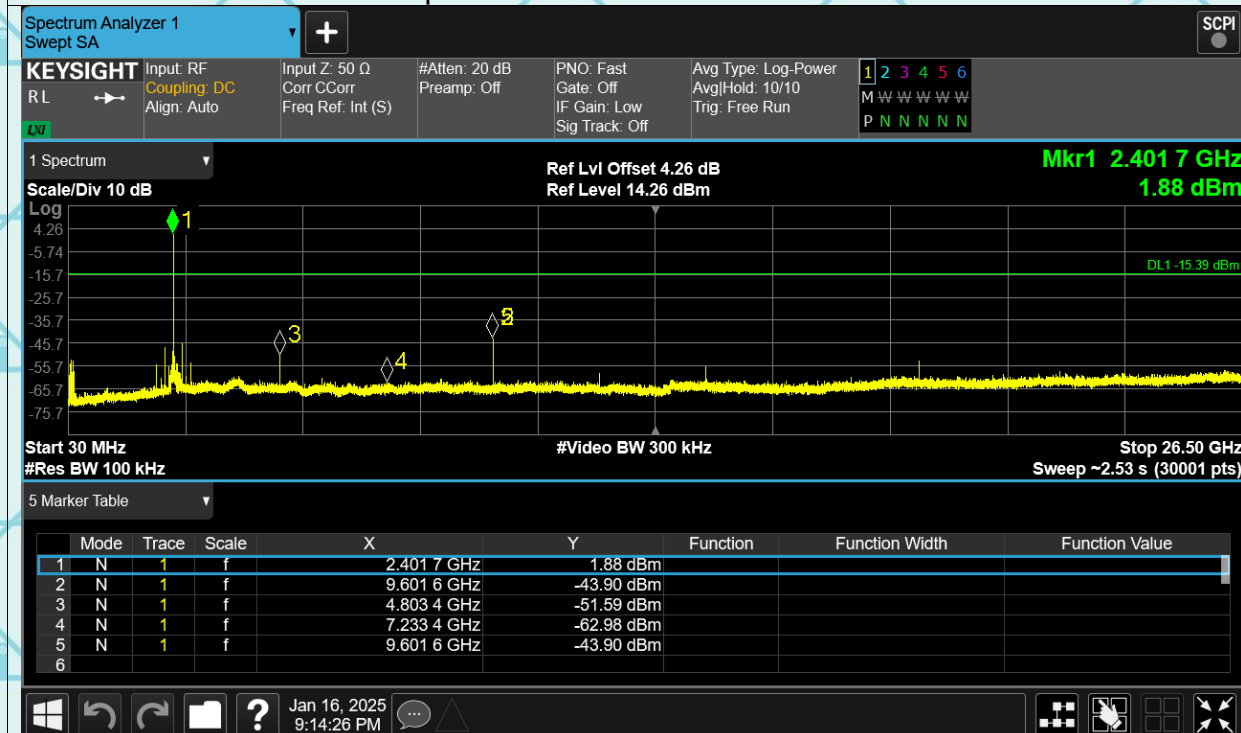 Spectrum Analyzer 1
Swept SA
+
SCPI
KEYSIGHT
RL
LXI
Input: RF
Coupling: DC
Align: Auto
Input Z: 50 Ω
Corr CCorr
Freq Ref: Int (S)
#Atten: 20 dB
Preamp: Off
PNO: Fast
Gate: Off
IF Gain: Low
Sig Track: Off
Avg Type: Log-Power
Avg|Hold: 10/10
Trig: Free Run
1 2 3 4 5 6
M W W W W W W
P N N N N N N
1 Spectrum
Scale/Div 10 dB
Ref Lvl Offset 4.26 dB
Ref Level 14.26 dBm
Mkr1 2.401 7 GHz
1.88 dBm
Log
4.26
-5.74
-15.7
-25.7
-35.7
-45.7
-55.7
-65.7
-75.7
DL1 -15.39 dBm
1
3
4
Start 30 MHz
#Res BW 100 kHz
#Video BW 300 kHz
Stop 26.50 GHz
Sweep ~2.53 s (30001 pts)
5 Marker Table
Mode Trace Scale X Y Function Function Width Function Value
1 N 1 f 2.401 7 GHz 1.88 dBm
2 N 1 f 9.601 6 GHz -43.90 dBm
3 N 1 f 4.803 4 GHz -51.59 dBm
4 N 1 f 7.233 4 GHz -62.98 dBm
5 N 1 f 9.601 6 GHz -43.90 dBm
6
?
Jan 16, 2025
9:14:26 PM